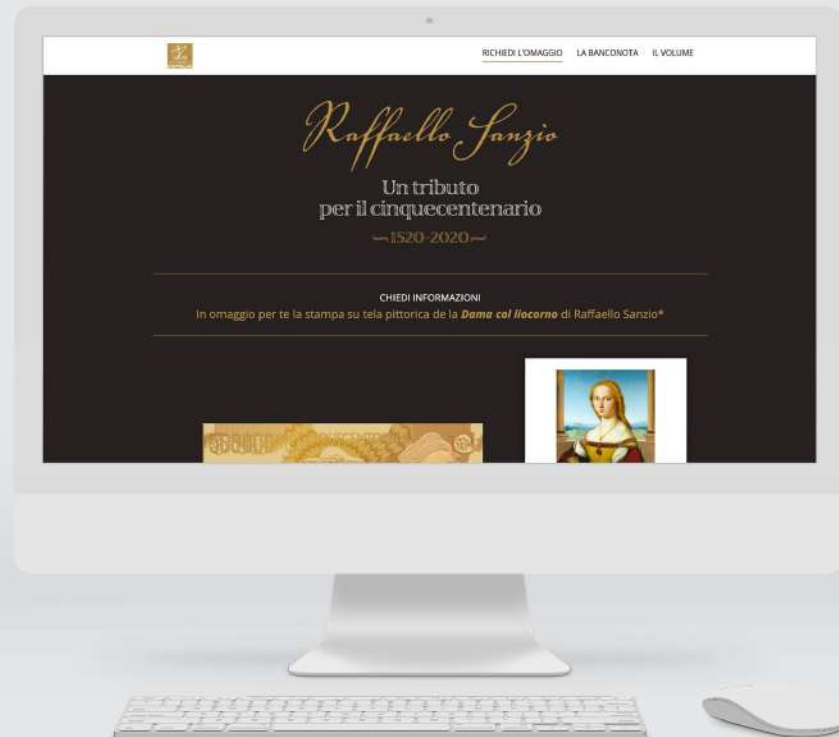 RICHIEDI L'OMAGGIO LA BANCONOTA IL VOLUME
Raffaello Sanzio
Un tributo
per il cinquecentenario
1520-2020
CHIEDI INFORMAZIONI
In omaggio per te la stampa su tela pittorica de la Dama col liocorno di Raffaello Sanzio*